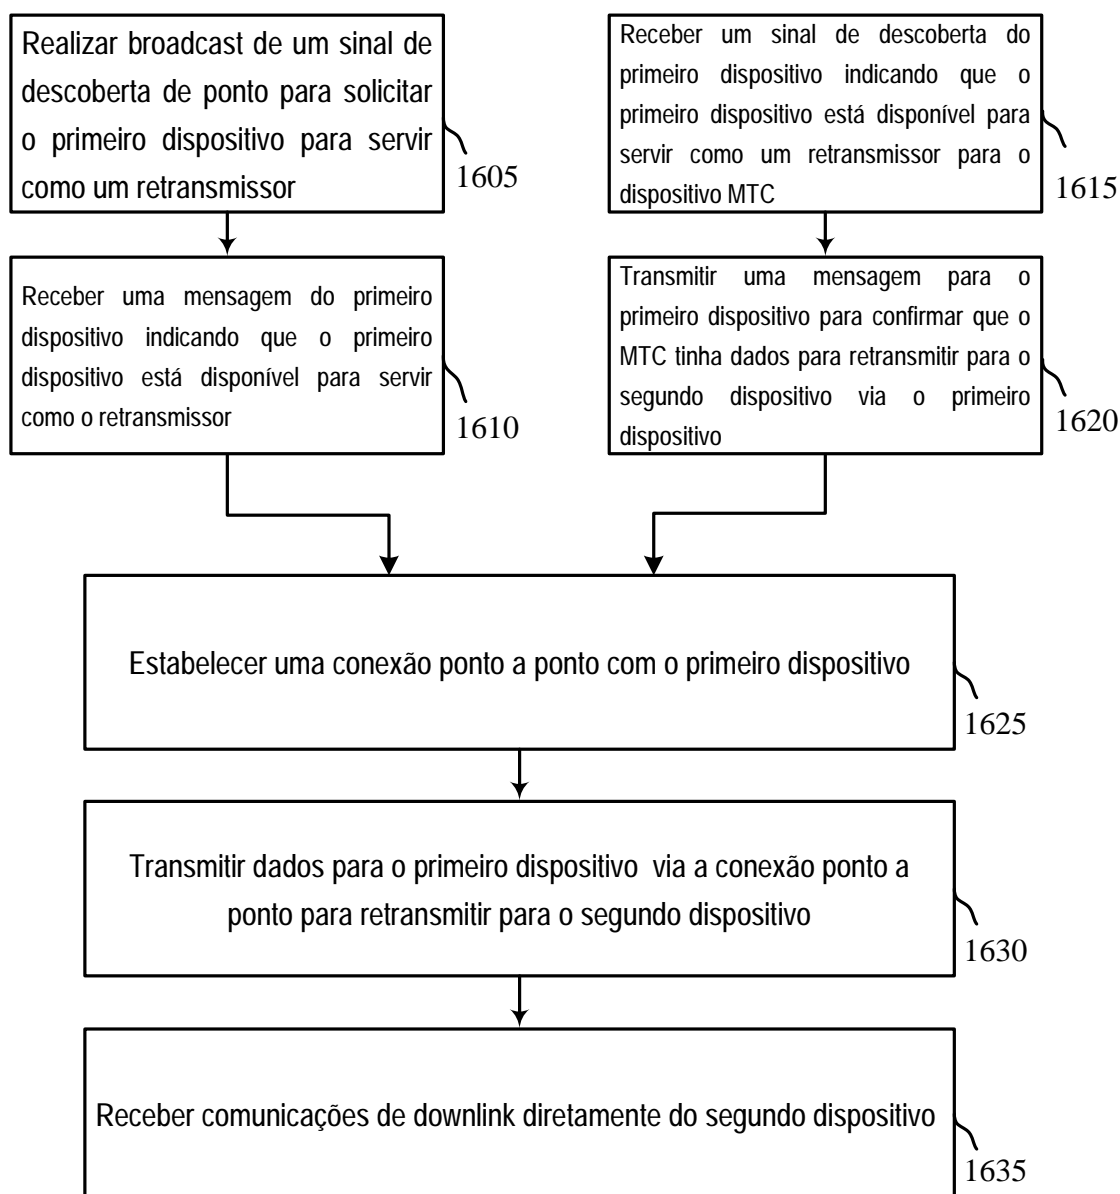 Realizar broadcast de um sinal de
descoberta de ponto para solicitar
o primeiro dispositivo para servir
como um retransmissor
1605
Receber um sinal de descoberta do
primeiro dispositivo indicando que o
primeiro dispositivo está disponível para
servir como um retransmissor para o
dispositivo MTC
1615
Receber uma mensagem do primeiro
dispositivo indicando que o primeiro
dispositivo está disponível para servir
como o retransmissor
1610
Transmitir uma mensagem para o
primeiro dispositivo para confirmar que o
MTC tinha dados para retransmitir para o
segundo dispositivo via o primeiro
dispositivo
1620
Estabelecer uma conexão ponto a ponto com o primeiro dispositivo
1625
Transmitir dados para o primeiro dispositivo via a conexão ponto a
ponto para retransmitir para o segundo dispositivo
1630
Receber comunicações de downlink diretamente do segundo dispositivo
1635